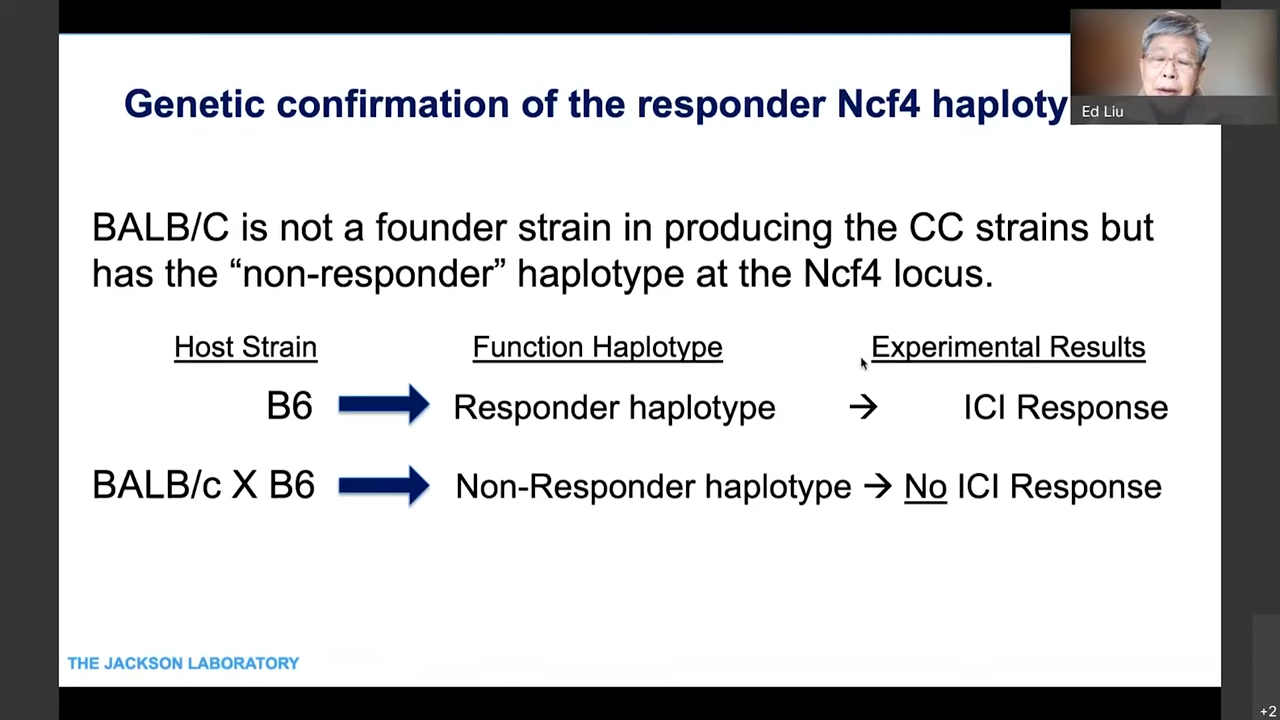 Genetic confirmation of the responder Ncf4 haploty
Ed Liu
BALB/C is not a founder strain in producing the CC strains but
has the “non-responder” haplotype at the Ncf4 locus.
Host Strain Function Haplotype Experimental Results
B6 Responder haplotype → ICI Response
BALB/c X B6 Non-Responder haplotype → No ICI Response
THE JACKSON LABORATORY
+2